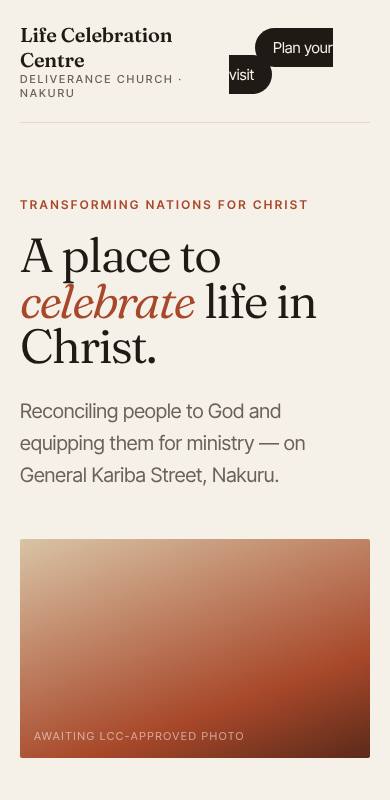 Life Celebration
Centre
DELIVERANCE CHURCH ·
NAKURU
Plan your
visit
TRANSFORMING NATIONS FOR CHRIST
A place to
celebrate life in
Christ.
Reconciling people to God and
equipping them for ministry — on
General Kariba Street, Nakuru.
AWAITING LCC-APPROVED PHOTO